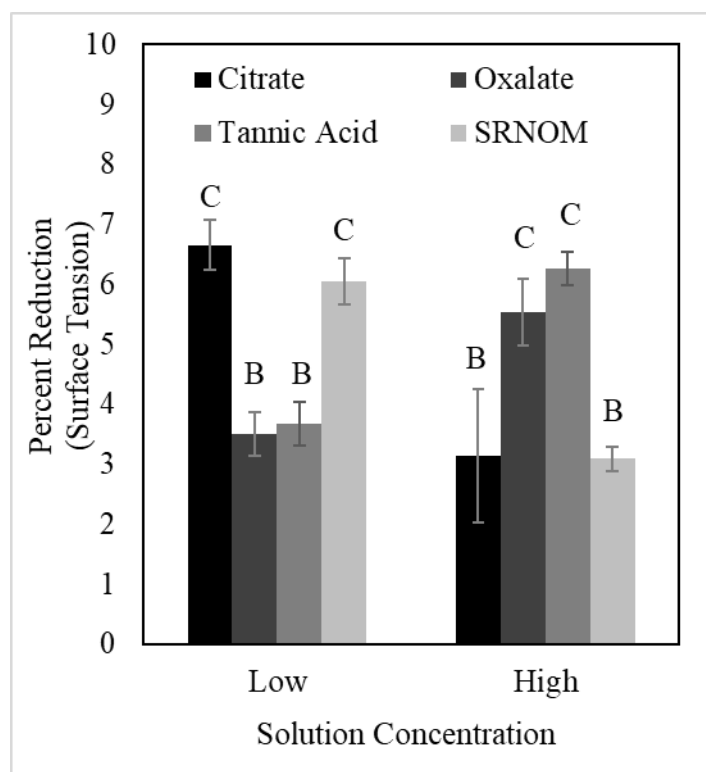 10
9
8
7
6
5
4
3
2
1
0
Percent Reduction
(Surface Tension)
Citrate Oxalate
Tannic Acid SRNOM
C
B
B
C
B
C
C
B
Low High
Solution Concentration